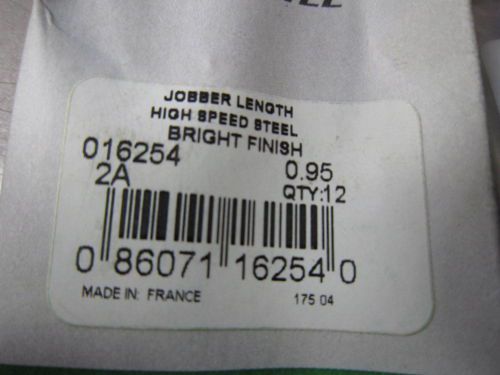 JOBBER LENGTH
HIGH SPEED STEEL
BRIGHT FINISH
016254 0.95
2A QTY:12
0 86071 16254 0
MADE IN: FRANCE 175 04